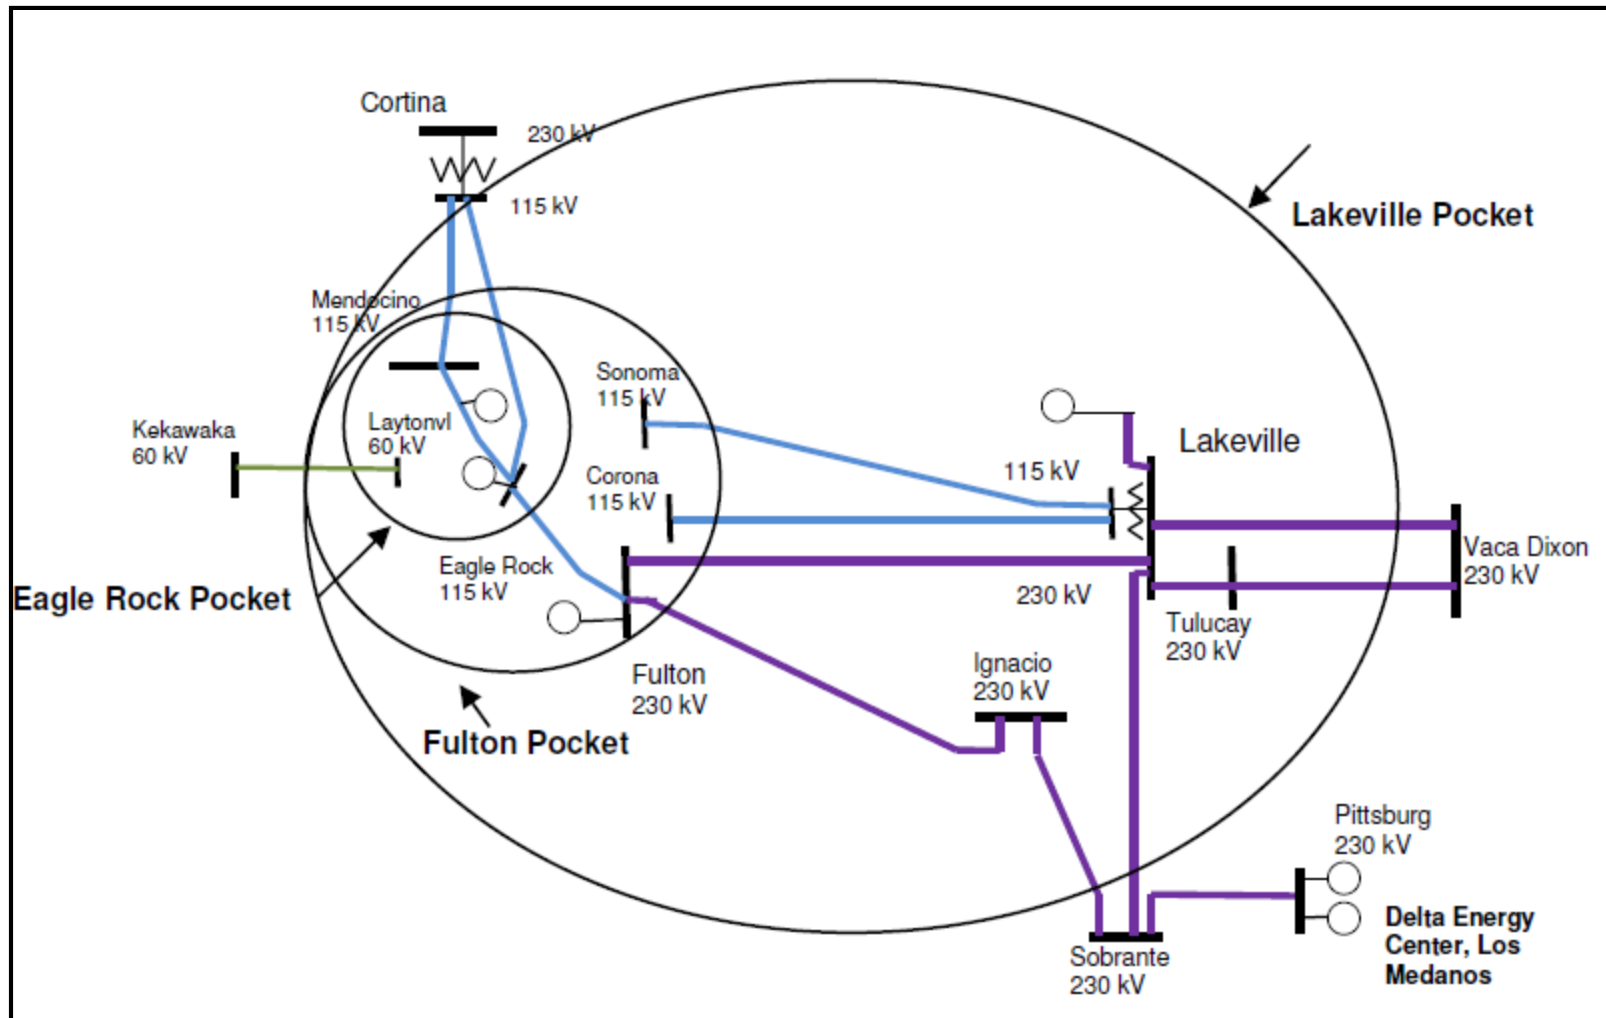 Cortina
230 kV
115 kV
Lakeville Pocket
Mendocino
115 kV
Sonoma
115 kV
Kekawaka
60 kV
Laytonvl
60 kV
Lakeville
115 kV
Corona
115 kV
Vaca Dixon
230 kV
Eagle Rock
115 kV
Eagle Rock Pocket
230 kV
Tulucay
230 kV
Ignacio
230 kV
Fulton
230 kV
Fulton Pocket
Pittsburg
230 kV
Delta Energy
Center, Los
Medanos
Sobrante
230 kV